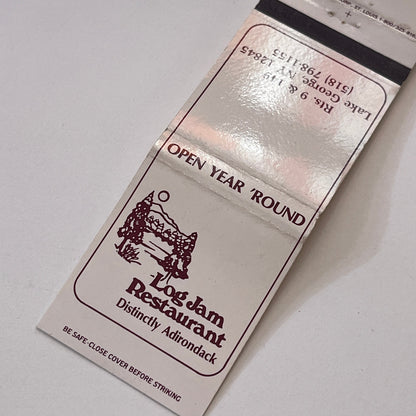 Rts. 9 & 149
Lake George, NY 12845
(518) 798-1155
OPEN YEAR 'ROUND
Log Jam
Restaurant
Distinctly Adirondack
BE SAFE-CLOSE COVER BEFORE STRIKING